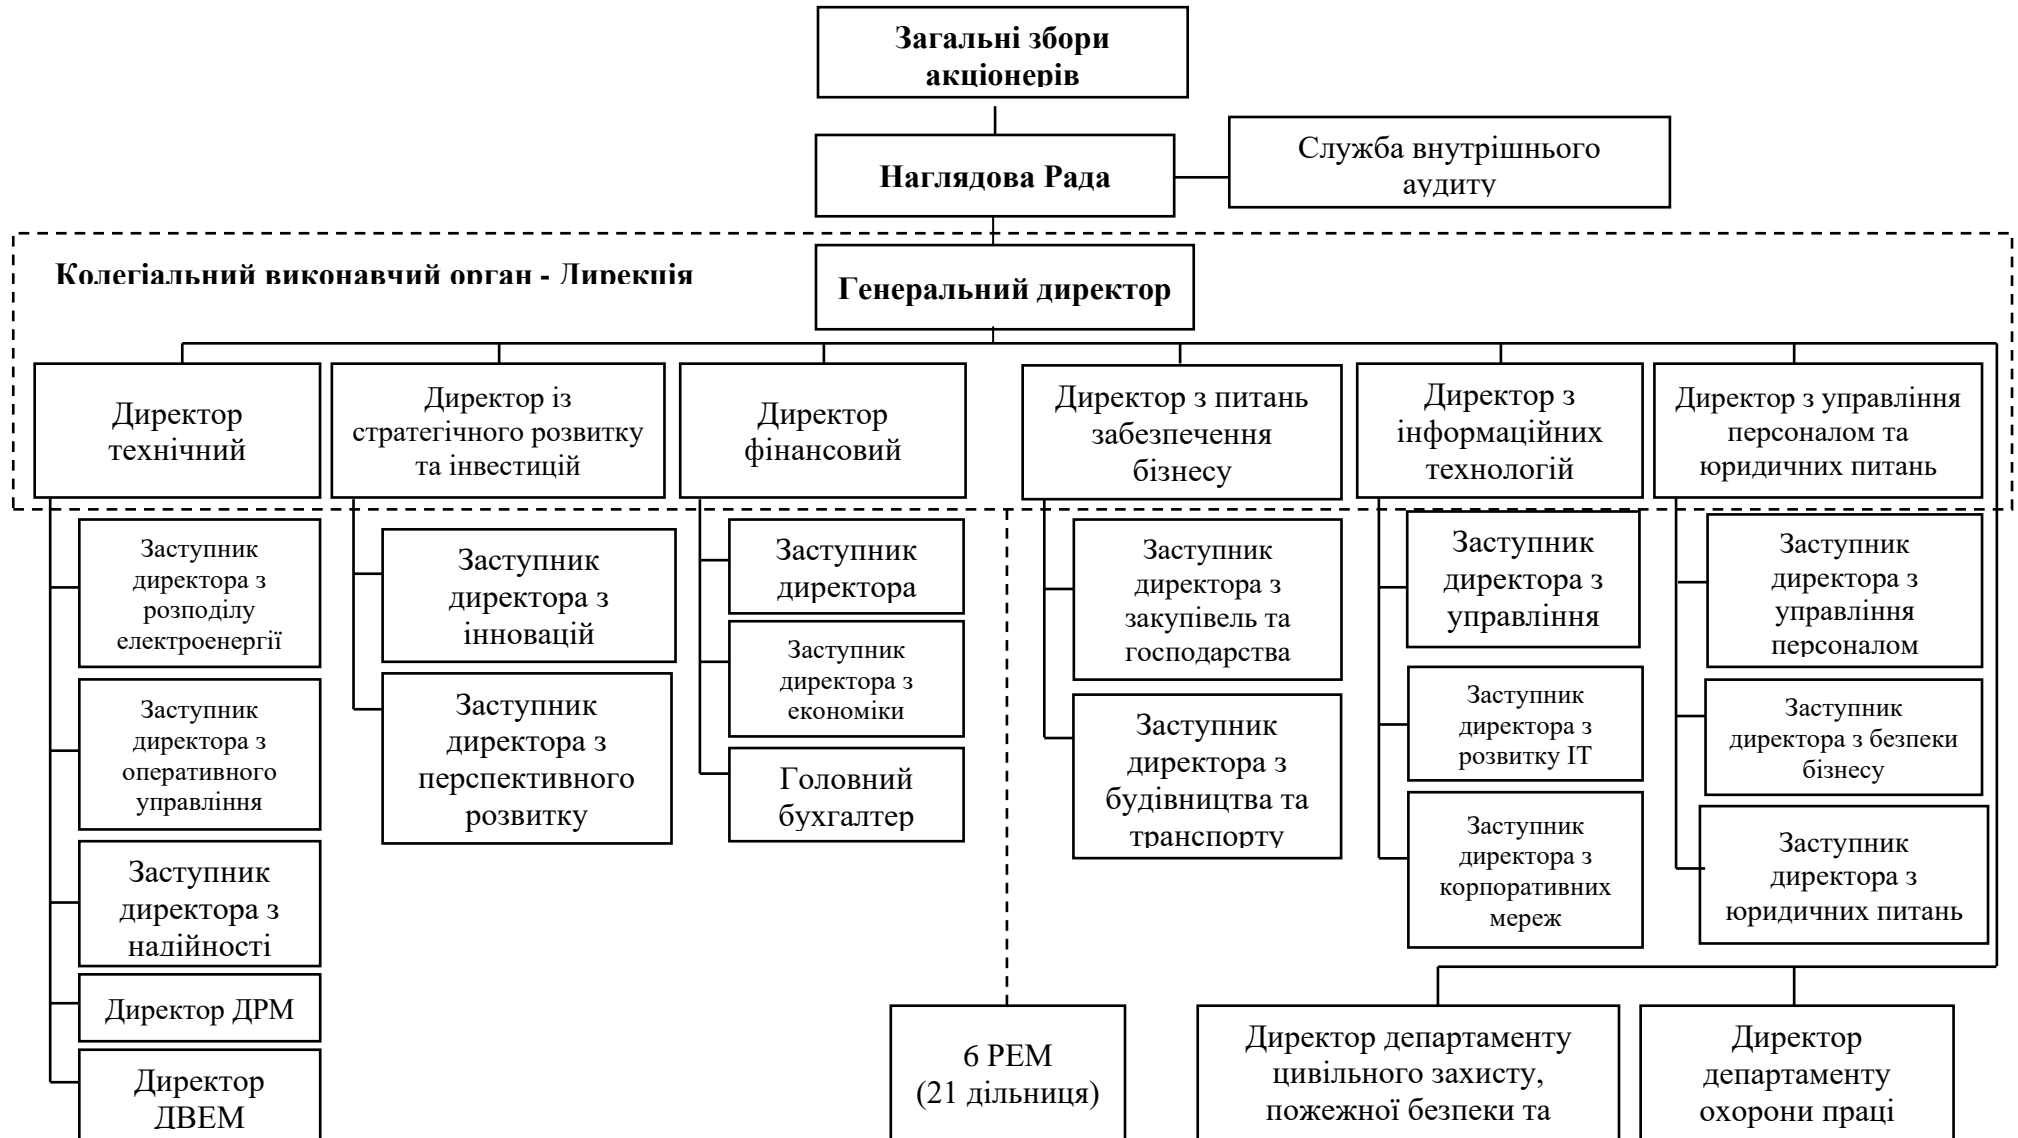 Загальні збори
акціонерів
Наглядова Рада
Служба внутрішнього
аудиту
Колегіальний виконавчий орган - Дирекція
Генеральний директор
Директор
технічний
Директор із
стратегічного розвитку
та інвестицій
Директор
фінансовий
Директор з питань
забезпечення
бізнесу
Директор з
інформаційних
технологій
Директор з управління
персоналом та
юридичних питань
Заступник
директора з
розподілу
електроенергії
Заступник
директора з
оперативного
управління
Заступник
директора з
надійності
Директор ДРМ
Директор
ДВЕМ
Заступник
директора з
інновацій
Заступник
директора з
перспективного
розвитку
Заступник
директора
Заступник
директора з
економіки
Головний
бухгалтер
6 РЕМ
(21 дільниця)
Заступник
директора з
закупівель та
господарства
Заступник
директора з
будівництва та
транспорту
Заступник
директора з
управління
Заступник
директора з
розвитку ІТ
Заступник
директора з
корпоративних
мереж
Заступник
директора з
управління
персоналом
Заступник
директора з безпеки
бізнесу
Заступник
директора з
юридичних питань
Директор департаменту
цивільного захисту,
пожежної безпеки та
Директор
департаменту
охорони праці